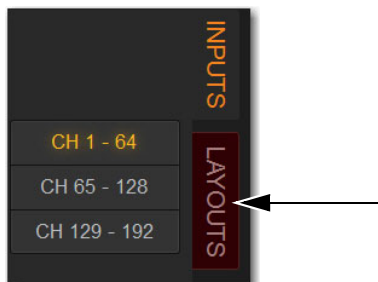 INPUTS
CH 1 - 64
CH 65 - 128
CH 129 - 192
LAYOUTS